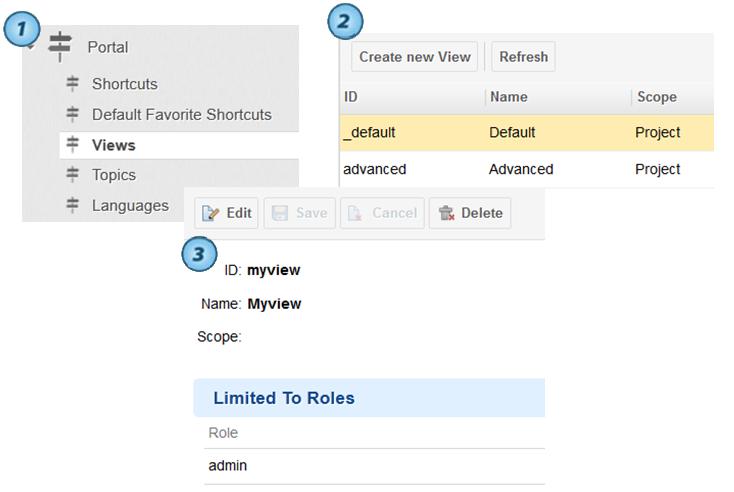 1
Portal
Shortcuts
Default Favorite Shortcuts
Views
Topics
Languages
2
Create new View Refresh
ID Name Scope
_default Default Project
advanced Advanced Project
Edit Save Cancel Delete
3
ID: myview
Name: Myview
Scope:
Limited To Roles
Role
admin